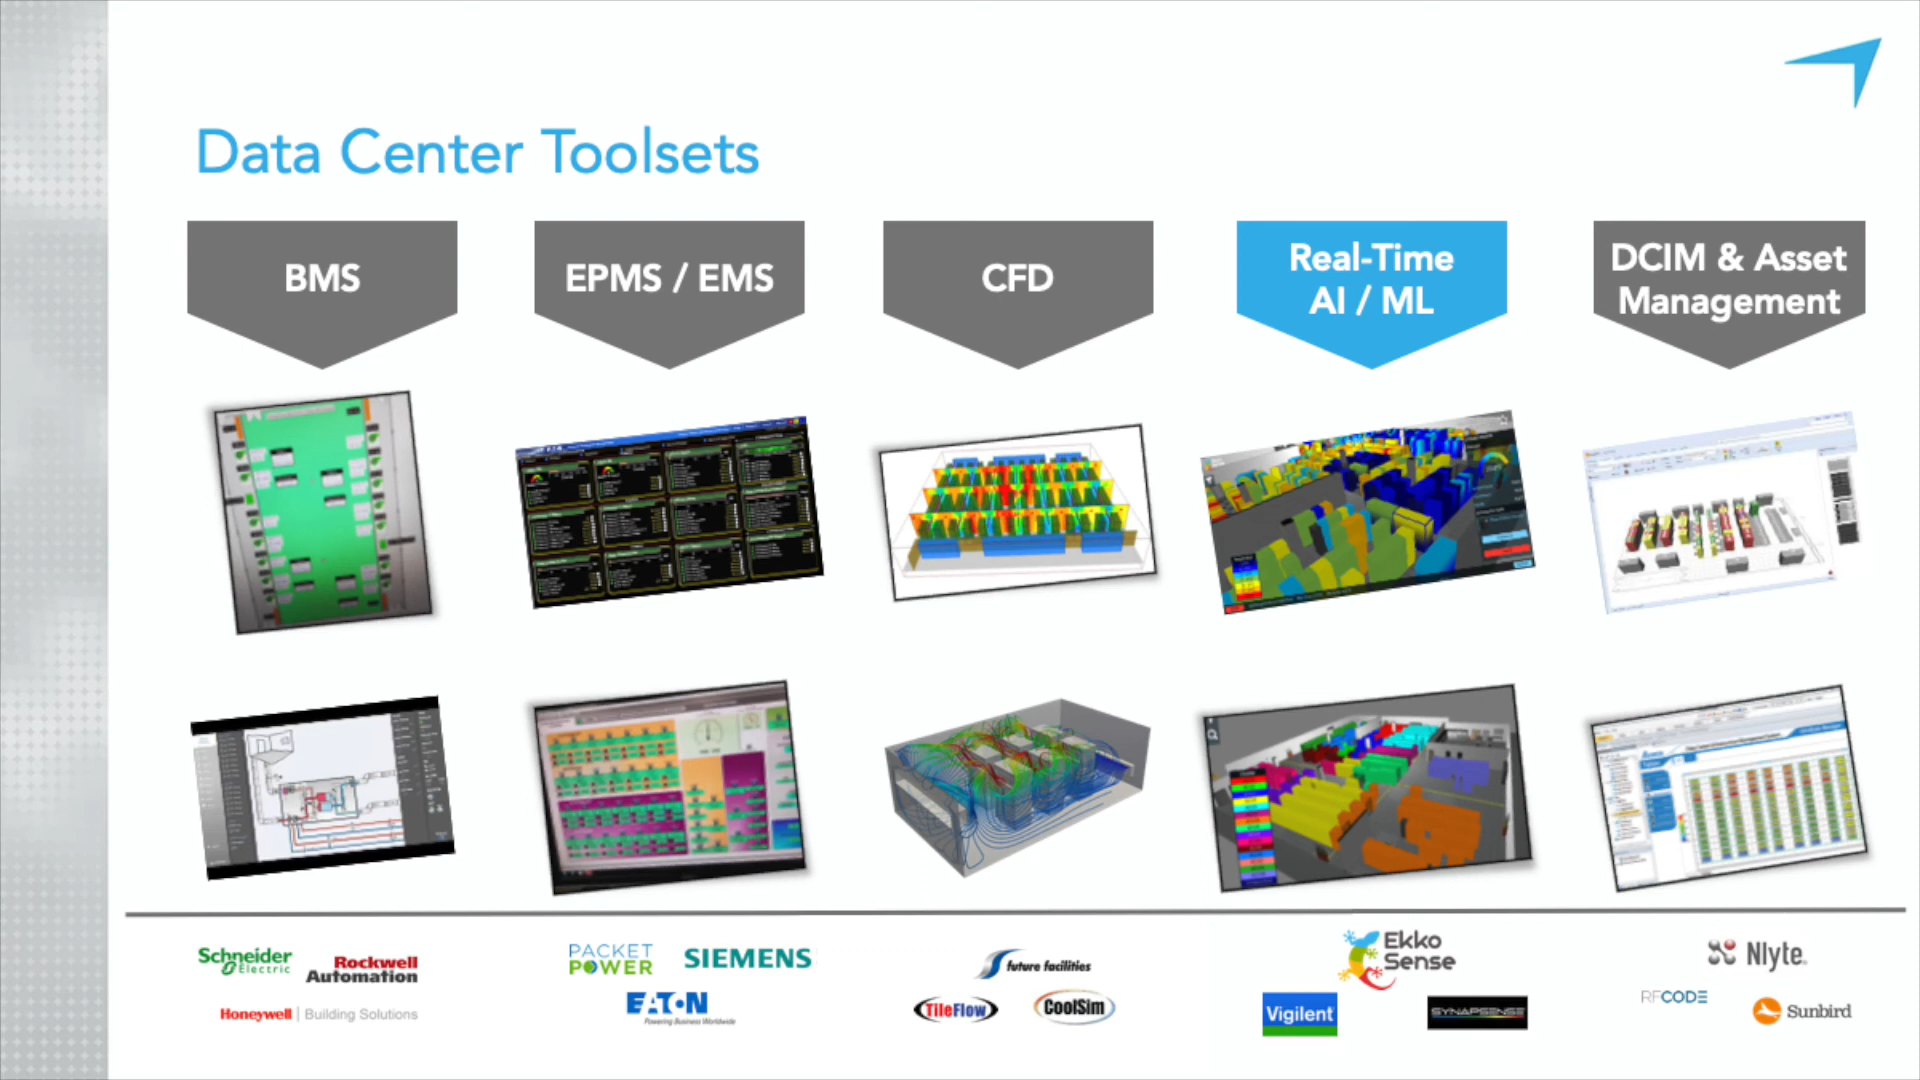 Data Center Toolsets
BMS
EPMS / EMS
CFD
Real-Time
AI / ML
DCIM & Asset
Management
Schneider
Electric
Rockwell
Automation
Honeywell | Building Solutions
PACKET
POWER
SIEMENS
EATON
Powering Business Worldwide
future facilities
TileFlow
CoolSim
Ekko
Sense
Vigilent
SYNAPSENSE
Nlyte
RFCODE
Sunbird